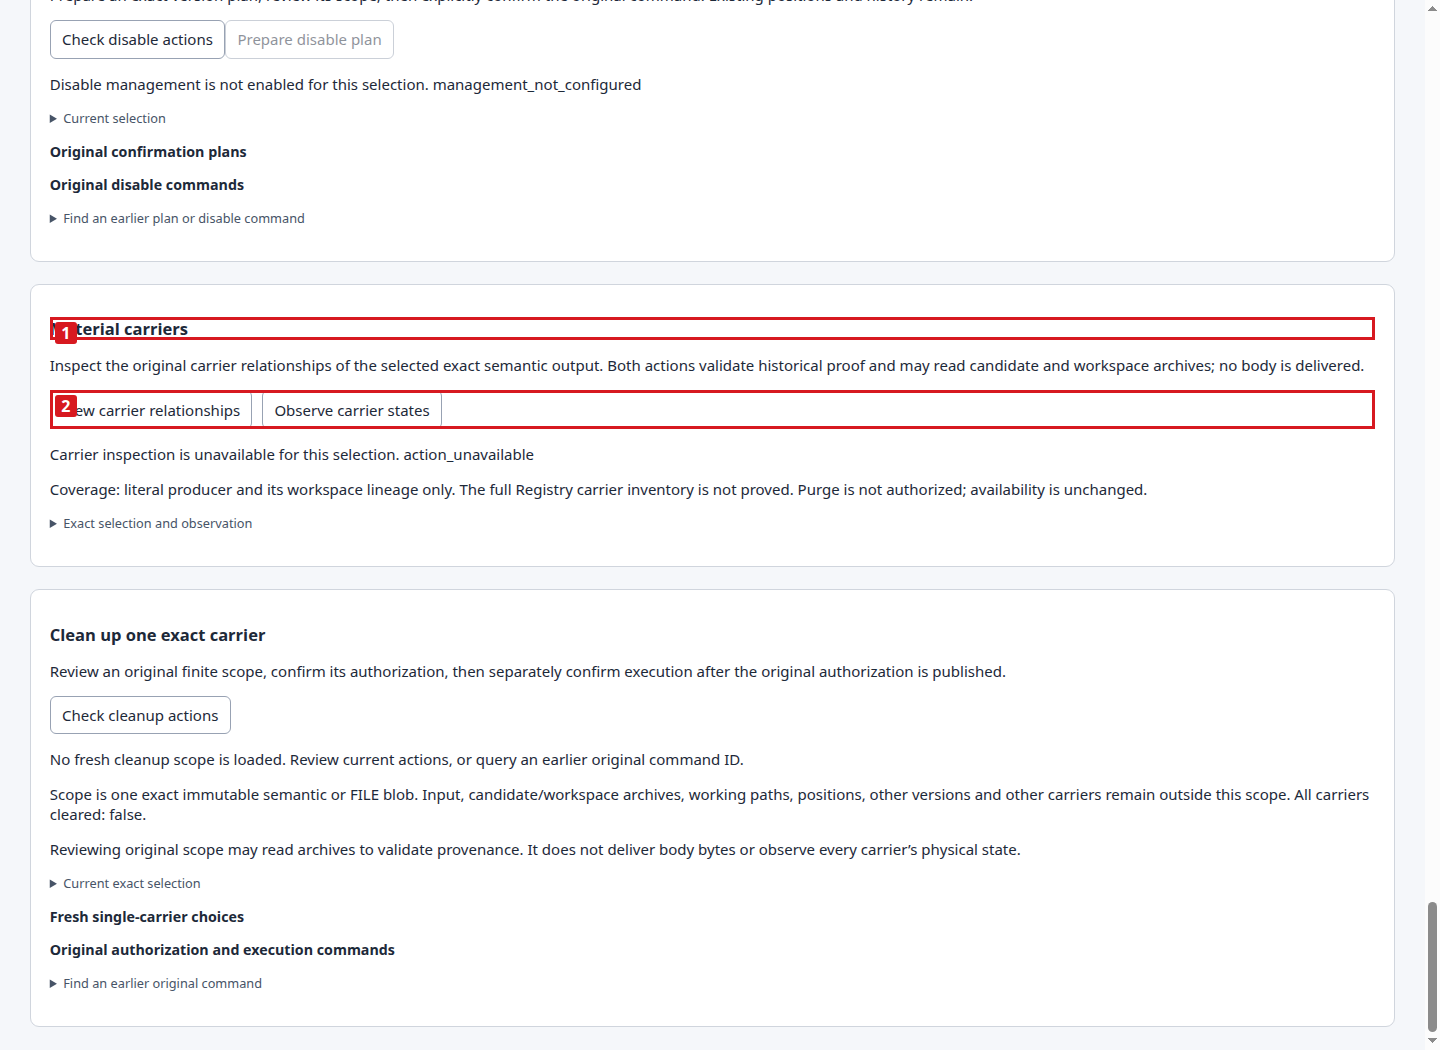 Check disable actions Prepare disable plan
Disable management is not enabled for this selection. management_not_configured
Current selection
Original confirmation plans
Original disable commands
Find an earlier plan or disable command
1 terial carriers
Inspect the original carrier relationships of the selected exact semantic output. Both actions validate historical proof and may read candidate and workspace archives; no body is delivered.
2 ew carrier relationships Observe carrier states
Carrier inspection is unavailable for this selection. action_unavailable
Coverage: literal producer and its workspace lineage only. The full Registry carrier inventory is not proved. Purge is not authorized; availability is unchanged.
Exact selection and observation
Clean up one exact carrier
Review an original finite scope, confirm its authorization, then separately confirm execution after the original authorization is published.
Check cleanup actions
No fresh cleanup scope is loaded. Review current actions, or query an earlier original command ID.
Scope is one exact immutable semantic or FILE blob. Input, candidate/workspace archives, working paths, positions, other versions and other carriers remain outside this scope. All carriers
cleared: false.
Reviewing original scope may read archives to validate provenance. It does not deliver body bytes or observe every carrier’s physical state.
Current exact selection
Fresh single-carrier choices
Original authorization and execution commands
Find an earlier original command